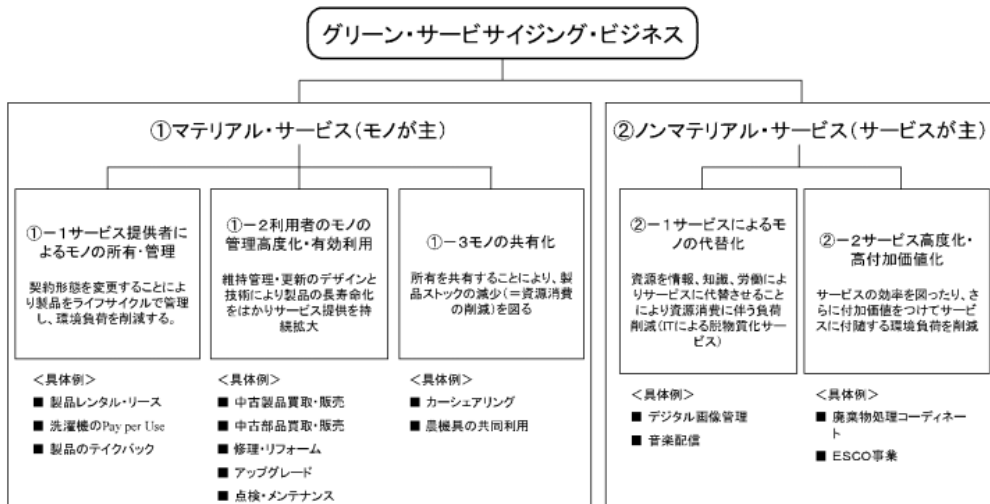 グリーン・サービサイジング・ビジネス
①マテリアル・サービス(モノが主)
①－1サービス提供者に
よるモノの所有・管理
契約形態を変更することによ
り製品をライフサイクルで管理
し、環境負荷を削減する。
<具体例>
■ 製品レンタル・リース
■ 洗濯機のPay per Use
■ 製品のテイクバック
①－2利用者のモノの
管理高度化・有効利用
維持管理・更新のデザインと
技術により製品の長寿命化
をはかりサービス提供を持
続拡大
<具体例>
■ 中古製品買取・販売
■ 中古部品買取・販売
■ 修理・リフォーム
■ アップグレード
■ 点検・メンテナンス
①－3モノの共有化
所有を共有することにより、製
品ストックの減少(＝資源消費
の削減)を図る
<具体例>
■ カーシェアリング
■ 農機具の共同利用
②ノンマテリアル・サービス(サービスが主)
②－1サービスによるモ
ノの代替化
資源を情報、知識、労働によ
りサービスに代替させること
により資源消費に伴う負荷
削減(ITによる脱物質化サー
ビス)
<具体例>
■ デジタル画像管理
■ 音楽配信
②－2サービス高度化・
高付加価値化
サービスの効率を図ったり、さ
らに付加価値をつけてサービ
スに付随する環境負荷を削減
<具体例>
■ 廃棄物処理コーディネー
ト
■ ESCO事業